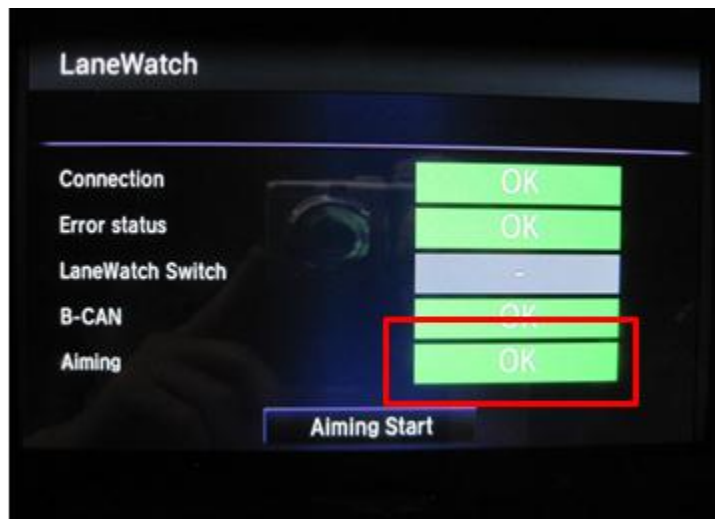 LaneWatch
Connection OK
Error status OK
LaneWatch Switch -
B-CAN OK
Aiming OK
Aiming Start